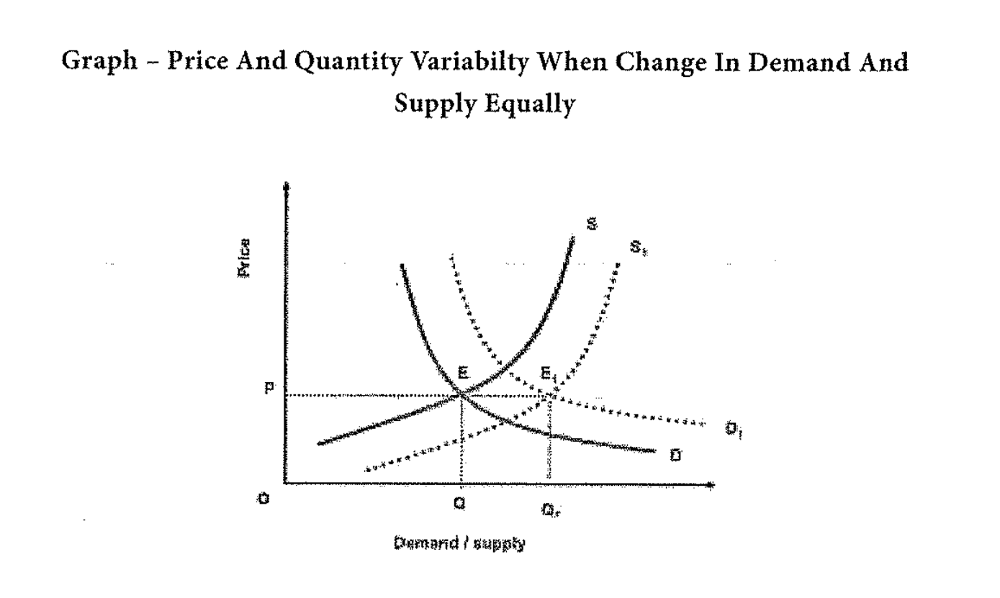 Graph – Price And Quantity Variabilty When Change In Demand And
Supply Equally
Price
S
S₁
E
E₁
P
D₁
D
O
Q
Q₁
Demand / supply